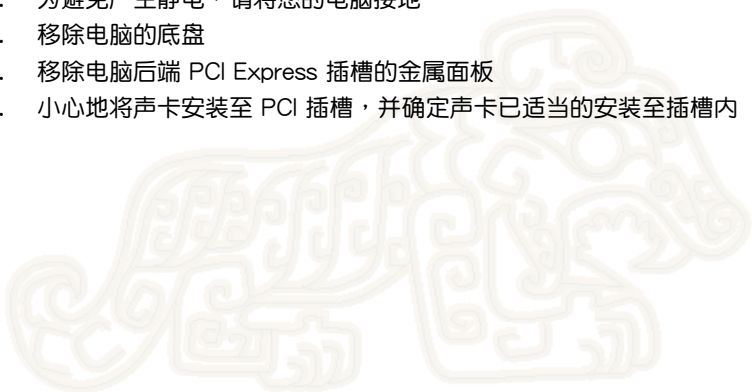 . 为避免产生静电，请将您的电脑接地
. 移除电脑的底盘
. 移除电脑后端 PCI Express 插槽的金属面板
. 小心地将声卡安装至 PCI 插槽，并确定声卡已适当的安装至插槽内